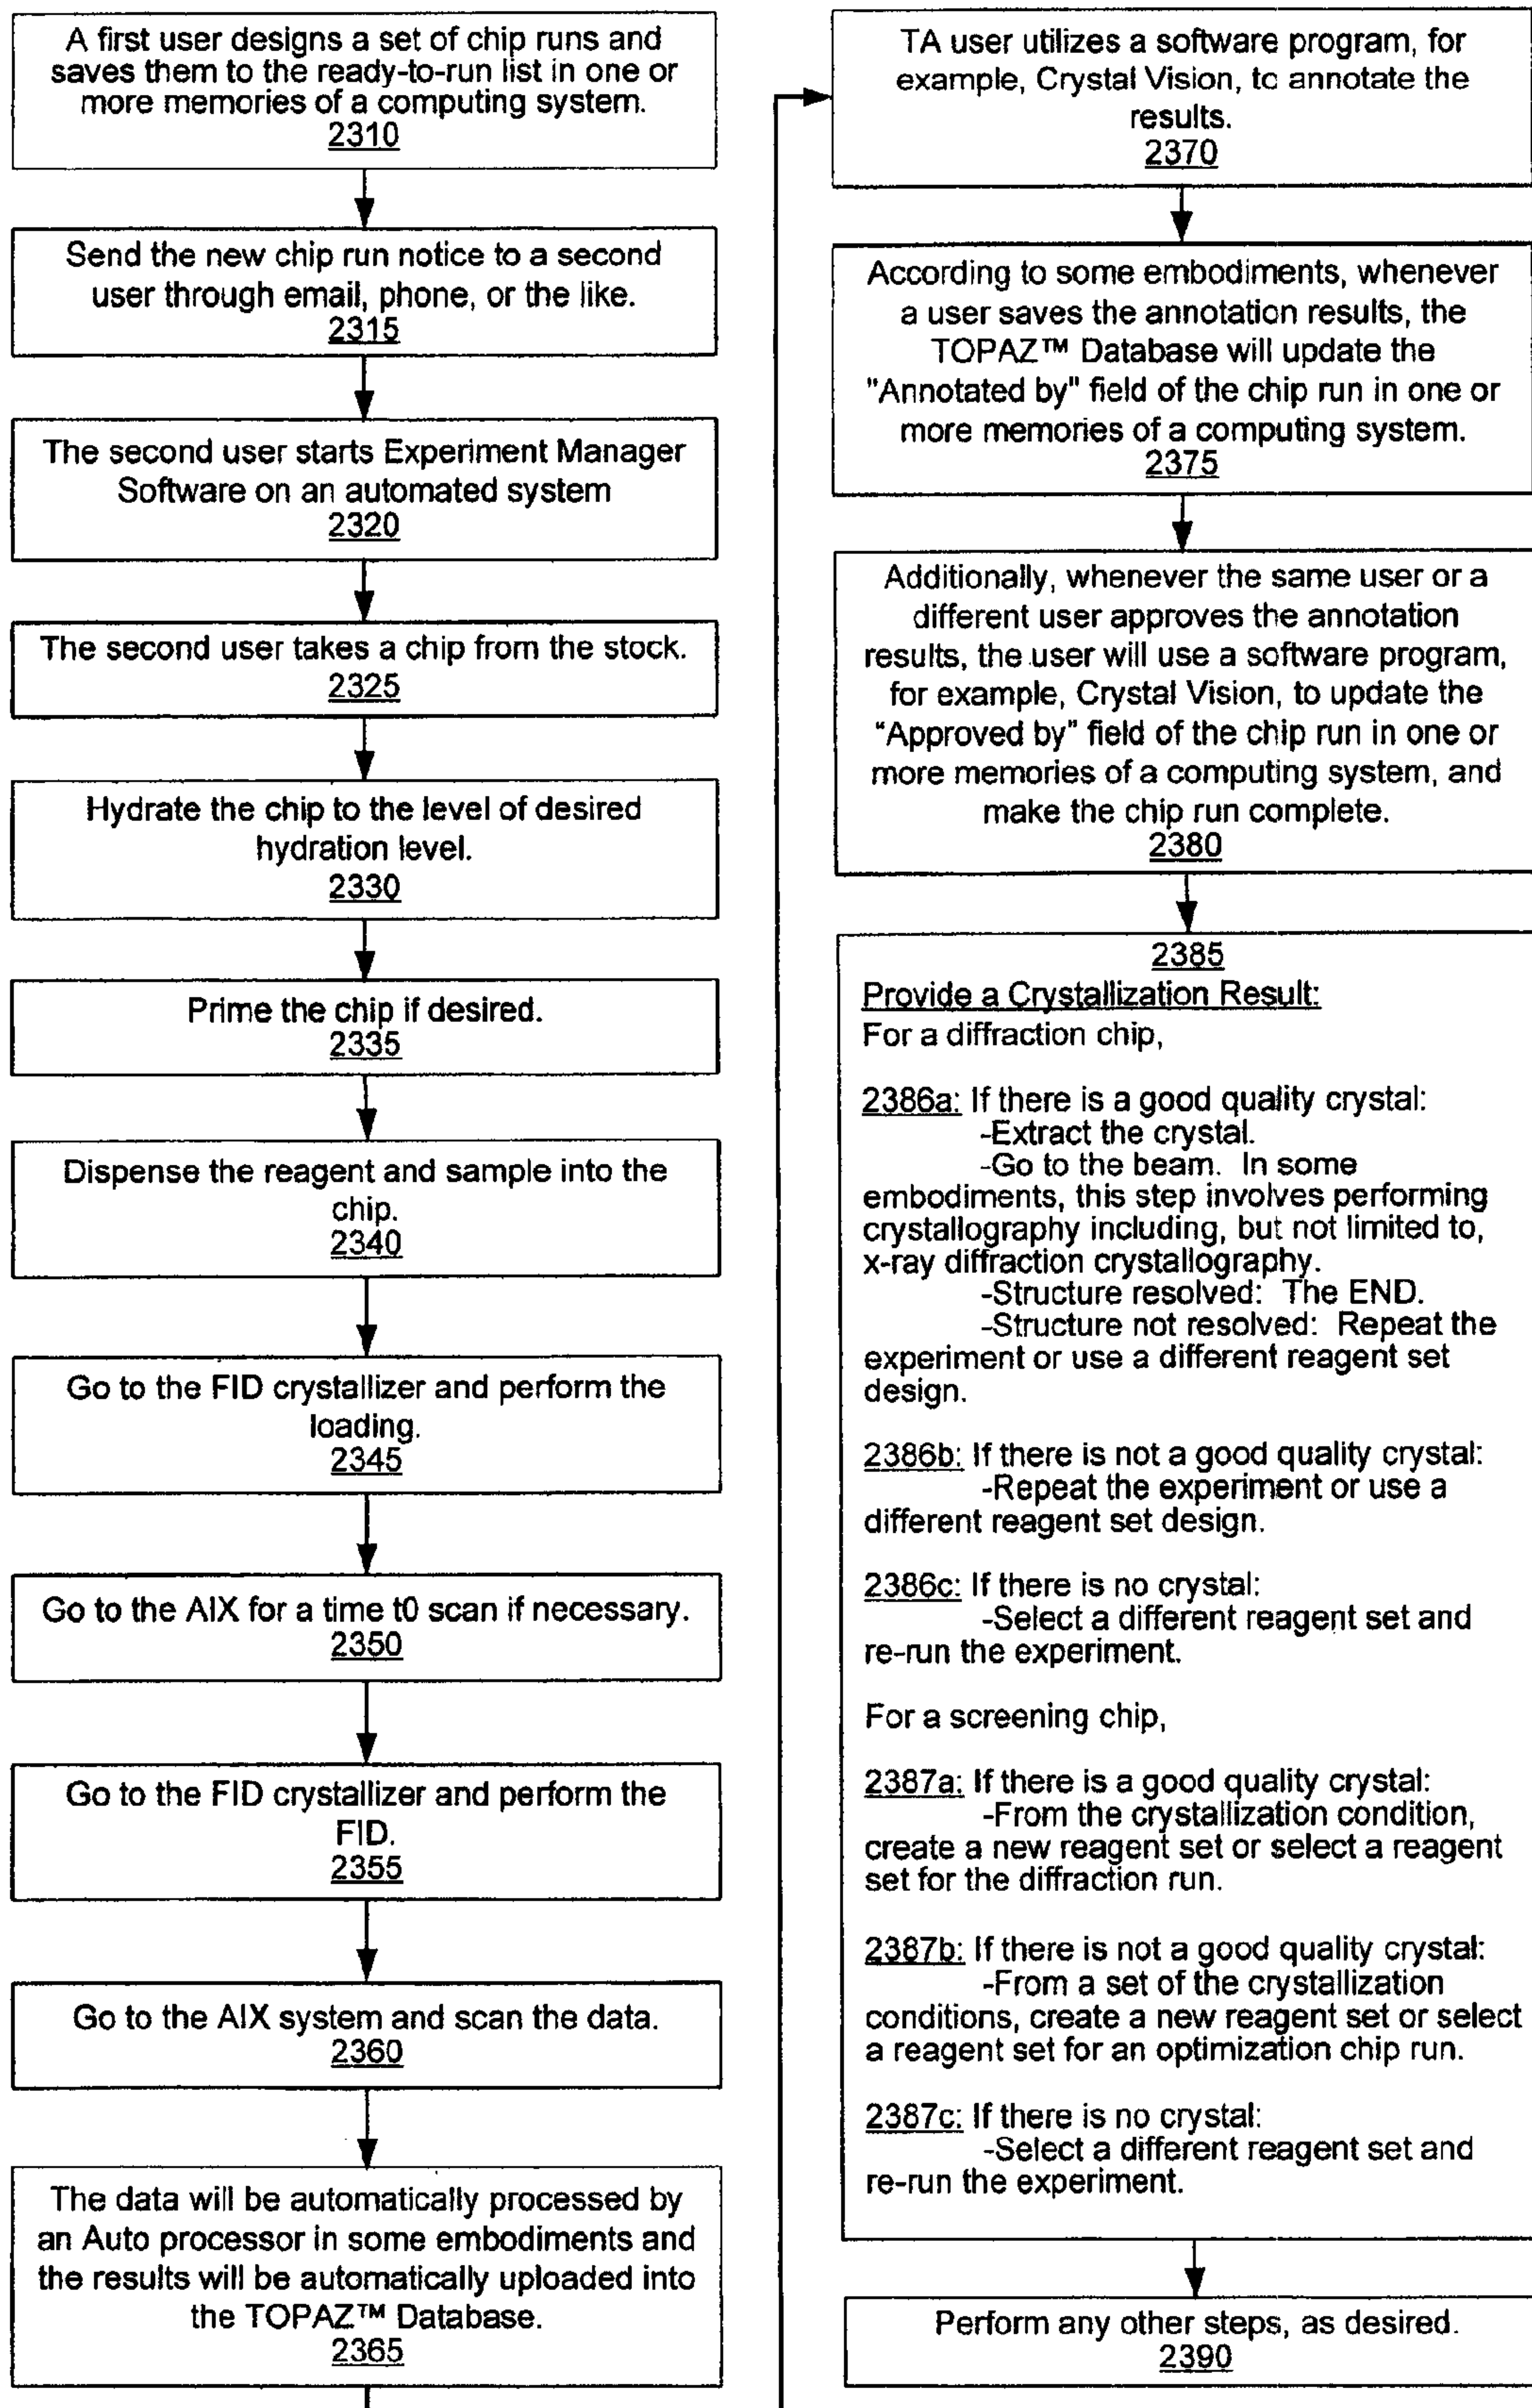 A first user designs a set of chip runs and
saves them to the ready-to-run list in one or
more memories of a computing system.
2310
Send the new chip run notice to a second
user through email, phone, or the like.
2315
The second user starts Experiment Manager
Software on an automated system
2320
The second user takes a chip from the stock.
2325
Hydrate the chip to the level of desired
hydration level.
2330
Prime the chip if desired.
2335
Dispense the reagent and sample into the
chip.
2340
Go to the FID crystallizer and perform the
loading.
2345
Go to the AIX for a time t0 scan if necessary.
2350
Go to the FID crystallizer and perform the
FID.
2355
Go to the AIX system and scan the data.
2360
The data will be automatically processed by
an Auto processor in some embodiments and
the results will be automatically uploaded into
the TOPAZ™ Database.
2365
TA user utilizes a software program, for
example, Crystal Vision, to annotate the
results.
2370
According to some embodiments, whenever
a user saves the annotation results, the
TOPAZ™ Database will update the
"Annotated by" field of the chip run in one or
more memories of a computing system.
2375
Additionally, whenever the same user or a
different user approves the annotation
results, the user will use a software program,
for example, Crystal Vision, to update the
“Approved by” field of the chip run in one or
more memories of a computing system, and
make the chip run complete.
2380
2385
Provide a Crystallization Result:
For a diffraction chip,
2386a: If there is a good quality crystal:
-Extract the crystal.
-Go to the beam. In some
embodiments, this step involves performing
crystallography including, but not limited to,
x-ray diffraction crystallography.
-Structure resolved: The END.
-Structure not resolved: Repeat the
experiment or use a different reagent set
design.
2386b: If there is not a good quality crystal:
-Repeat the experiment or use a
different reagent set design.
2386c: If there is no crystal:
-Select a different reagent set and
re-run the experiment.
For a screening chip,
2387a: If there is a good quality crystal:
-From the crystallization condition,
create a new reagent set or select a reagent
set for the diffraction run.
2387b: If there is not a good quality crystal:
-From a set of the crystallization
conditions, create a new reagent set or select
a reagent set for an optimization chip run.
2387c: If there is no crystal:
-Select a different reagent set and
re-run the experiment.
Perform any other steps, as desired.
2390